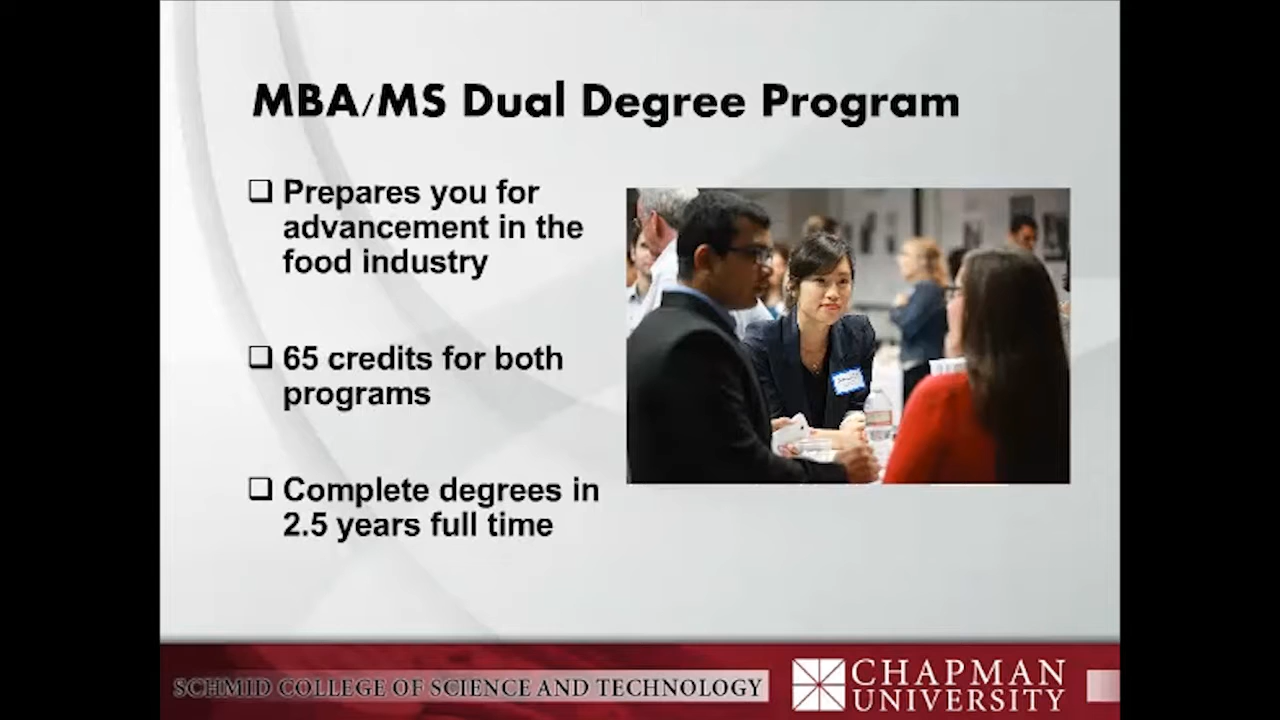 MBA/MS Dual Degree Program
❑ Prepares you for
advancement in the
food industry
❑ 65 credits for both
programs
❑ Complete degrees in
2.5 years full time
SCHMID COLLEGE OF SCIENCE AND TECHNOLOGY
CHAPMAN
UNIVERSITY